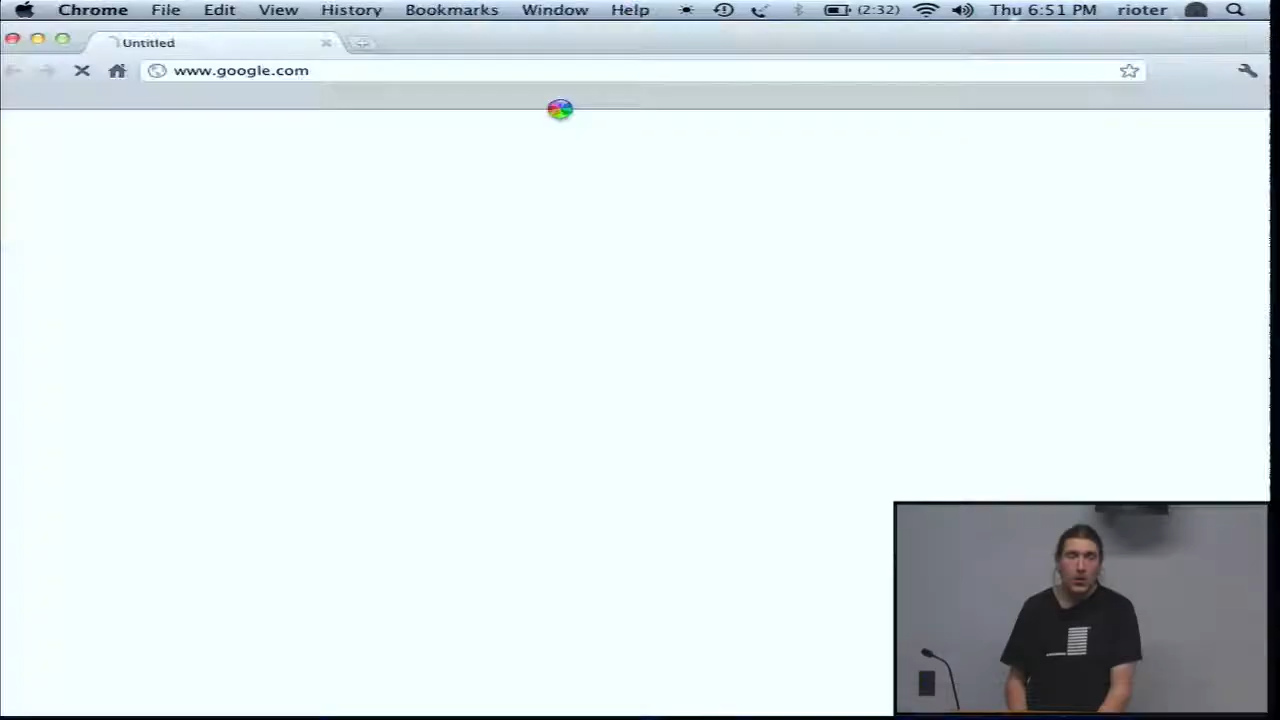 Chrome File Edit View History Bookmarks Window Help (2:32) Thu 6:51 PM rioter
Untitled
www.google.com